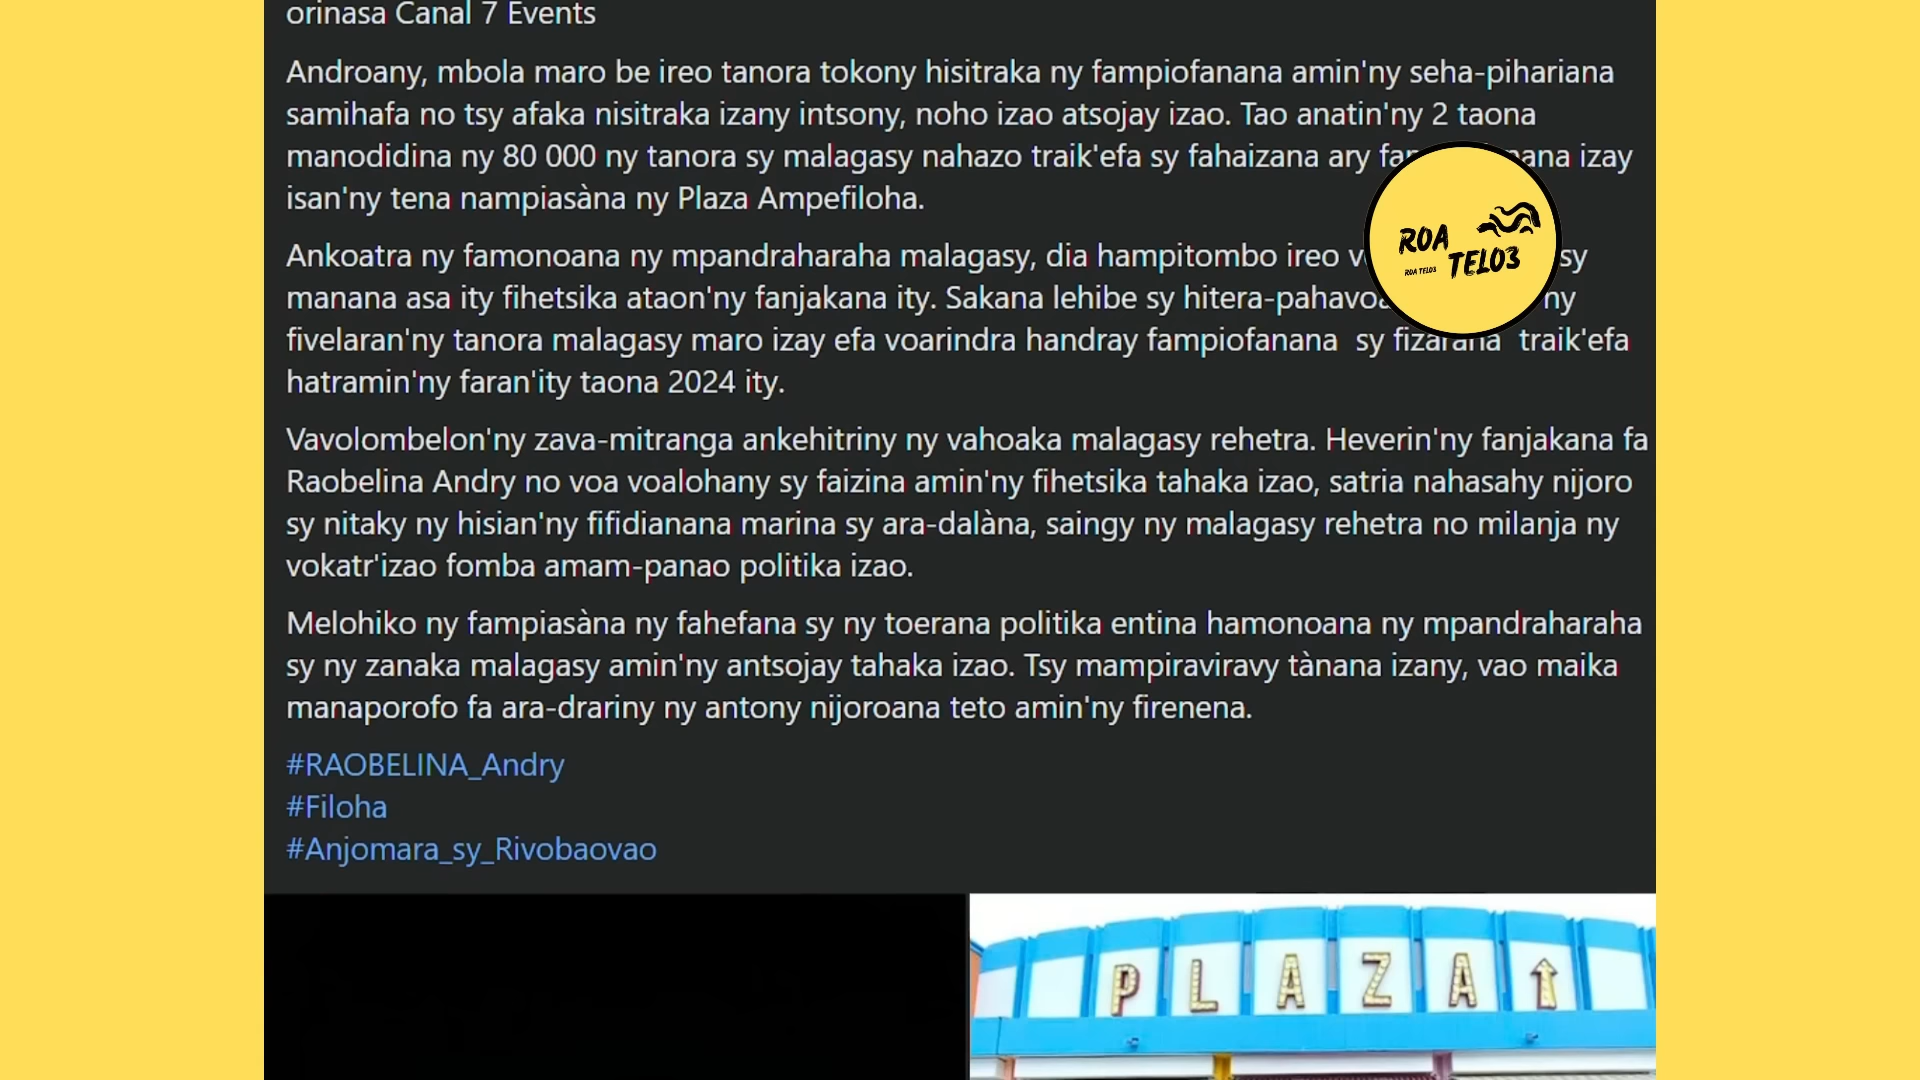 orinasa Canal 7 Events
Androany, mbola maro be ireo tanora tokony hisitraka ny fampiofanana amin'ny seha-pihariana
samihafa no tsy afaka nisitraka izany intsony, noho izao atsojay izao. Tao anatin'ny 2 taona
manodidina ny 80 000 ny tanora sy malagasy nahazo traik'efa sy fahaizana ary izay
isan'ny tena nampiasàna ny Plaza Ampefiloha.
Ankoatra ny famonoana ny mpandraharaha malagasy, dia hampitombo ireo
manana asa ity fihetsika ataon'ny fanjakana ity. Sakana lehibe sy ny
fivelaran'ny tanora malagasy maro izay efa voarindra handray fampiofanana sy fizarana traik'efa
hatramin'ny faran'ity taona 2024 ity.
Vavolombelon'ny zava-mitranga ankehitriny ny vahoaka malagasy rehetra. Heverin'ny fanjakana fa
Raobelina Andry no voa voalohany sy faizina amin'ny fihetsika tahaka izao, satria nahasahy nijoro
sy nitaky ny hisian'ny fifidianana marina sy ara-dalàna, saingy ny malagasy rehetra no milanja ny
vokatr'izao fomba amam-panao politika izao.
Melohiko ny fampiasàna ny fahefana sy ny toerana politika entina hamonoana ny mpandraharaha
sy ny zanaka malagasy amin'ny antsojay tahaka izao. Tsy mampiraviravy tànana izany, vao maika
manaporofo fa ara-drariny ny antony nijoroana teto amin'ny firenena.
#RAOBELINA_Andry
#Filoha
#Anjomara_sy_Rivobaovao
ROA
TELO3
ROA TELO3
PLAZA